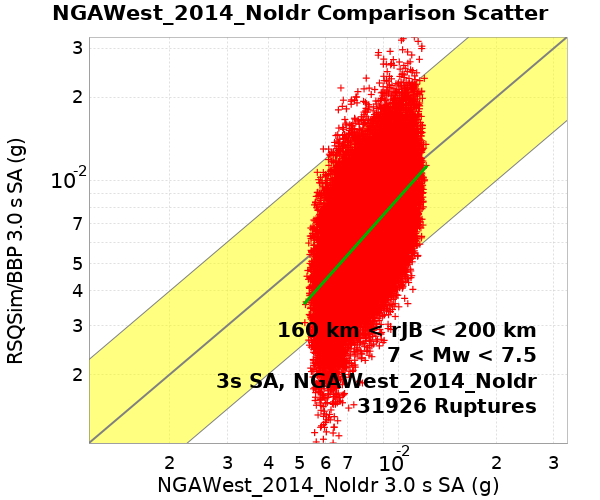 NGAWest_2014_NoIdr Comparison Scatter
RSQSim/BBP 3.0 s SA (g)
3
2
10-2
7
5
4
3
2
160 km < rJB < 200 km
7 < Mw < 7.5
3s SA, NGAWest_2014_NoIdr
31926 Ruptures
2 3 4 5 6 7 10-2 2 3
NGAWest_2014_NoIdr 3.0 s SA (g)